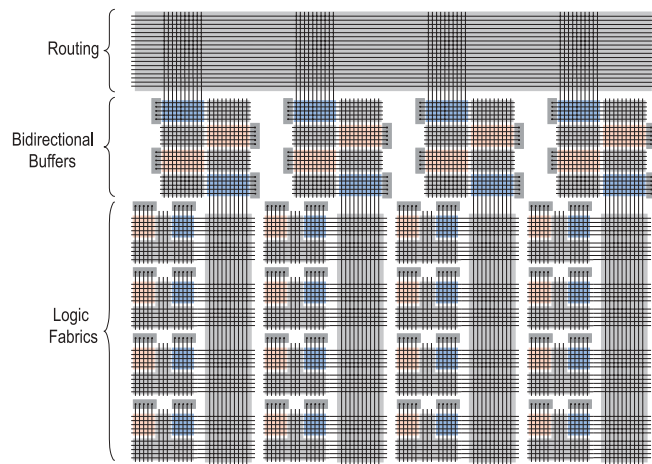 Routing
Bidirectional
Buffers
Logic
Fabrics